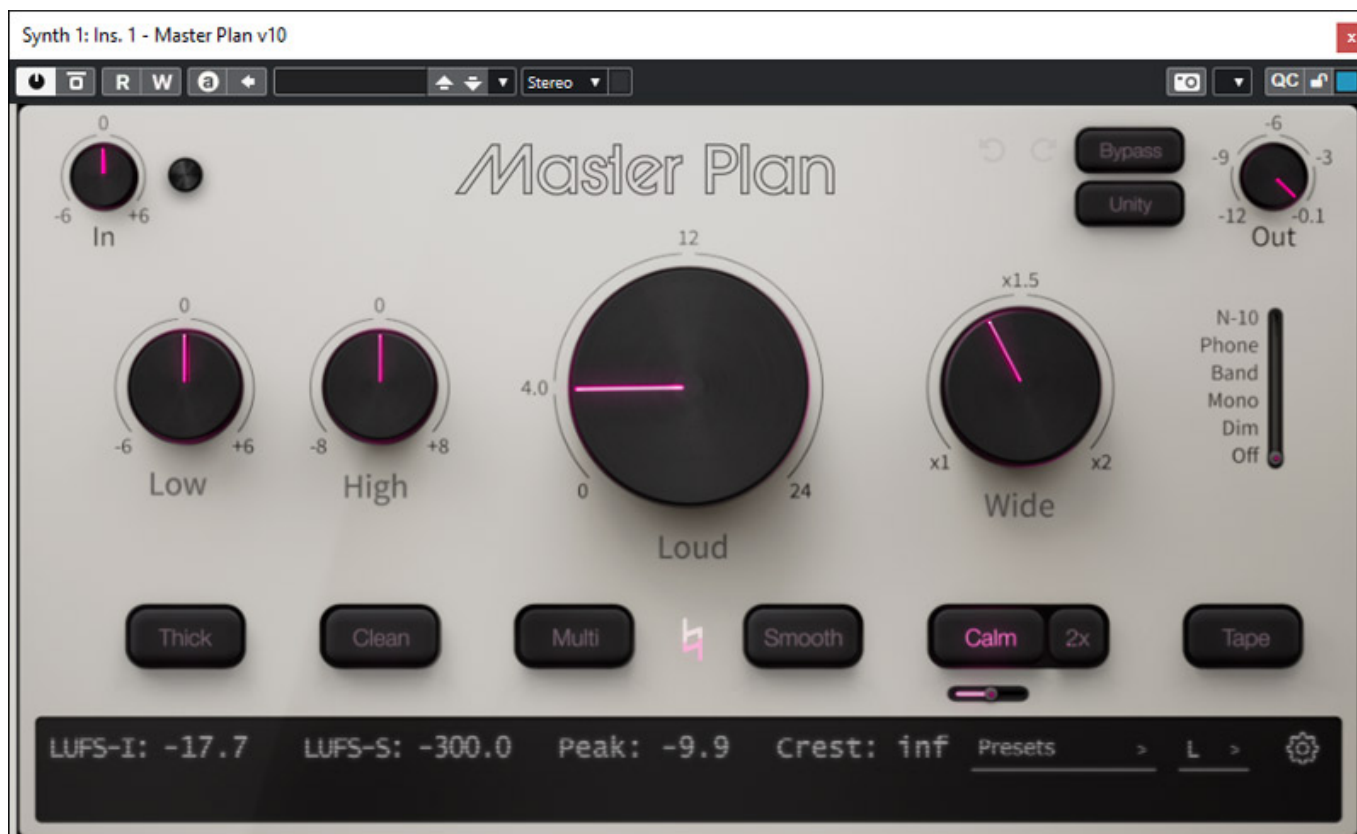 Synth 1: Ins. 1 - Master Plan v10
x
R W a Stereo QC
0
-6 +6
In
Master Plan
Bypass
Unity
-6
-9 -3
-12 -0.1
Out
0
-6 +6
Low
0
-8 +8
High
12
4.0
0 24
Loud
x1.5
x1 x2
Wide
N-10
Phone
Band
Mono
Dim
Off
Thick Clean Multi Smooth Calm 2x Tape
LUFS-I: -17.7 LUFS-S: -300.0 Peak: -9.9 Crest: inf Presets > L >